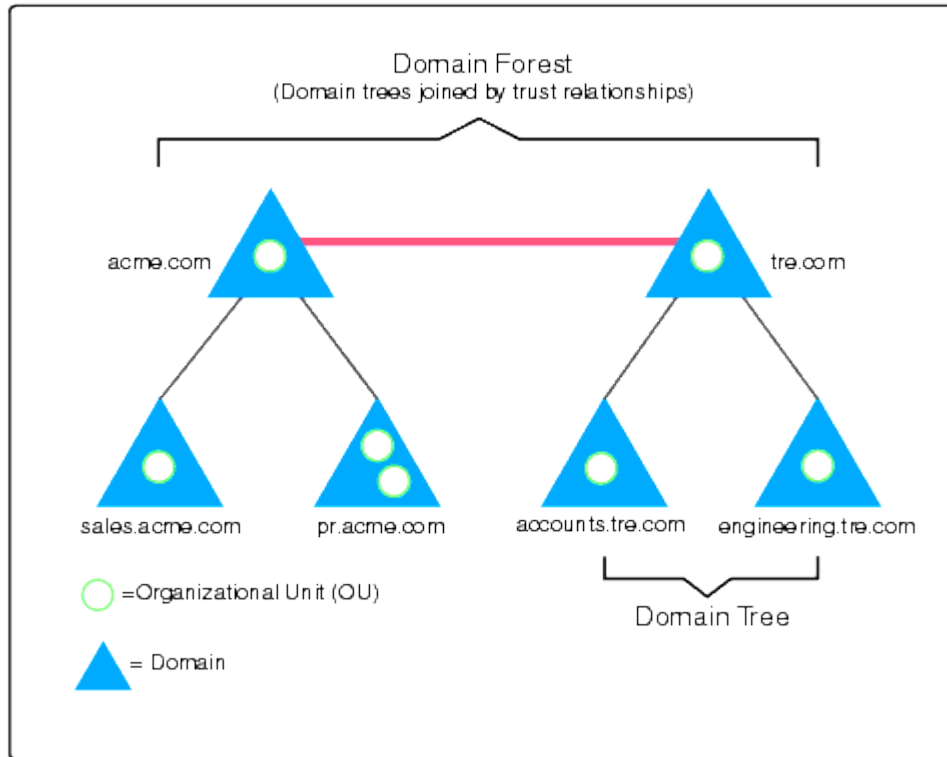 Domain Forest
(Domain trees joined by trust relationships)
acme.com
tre.com
sales.acme.com
pr.acme.com
accounts.tre.com
engineering.tre.com
=Organizational Unit (OU)
Domain Tree
= Domain